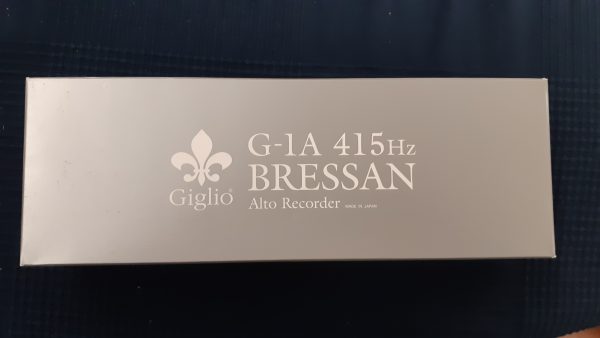 Giglio®
G-1A 415Hz
BRESSAN
Alto Recorder MADE IN JAPAN